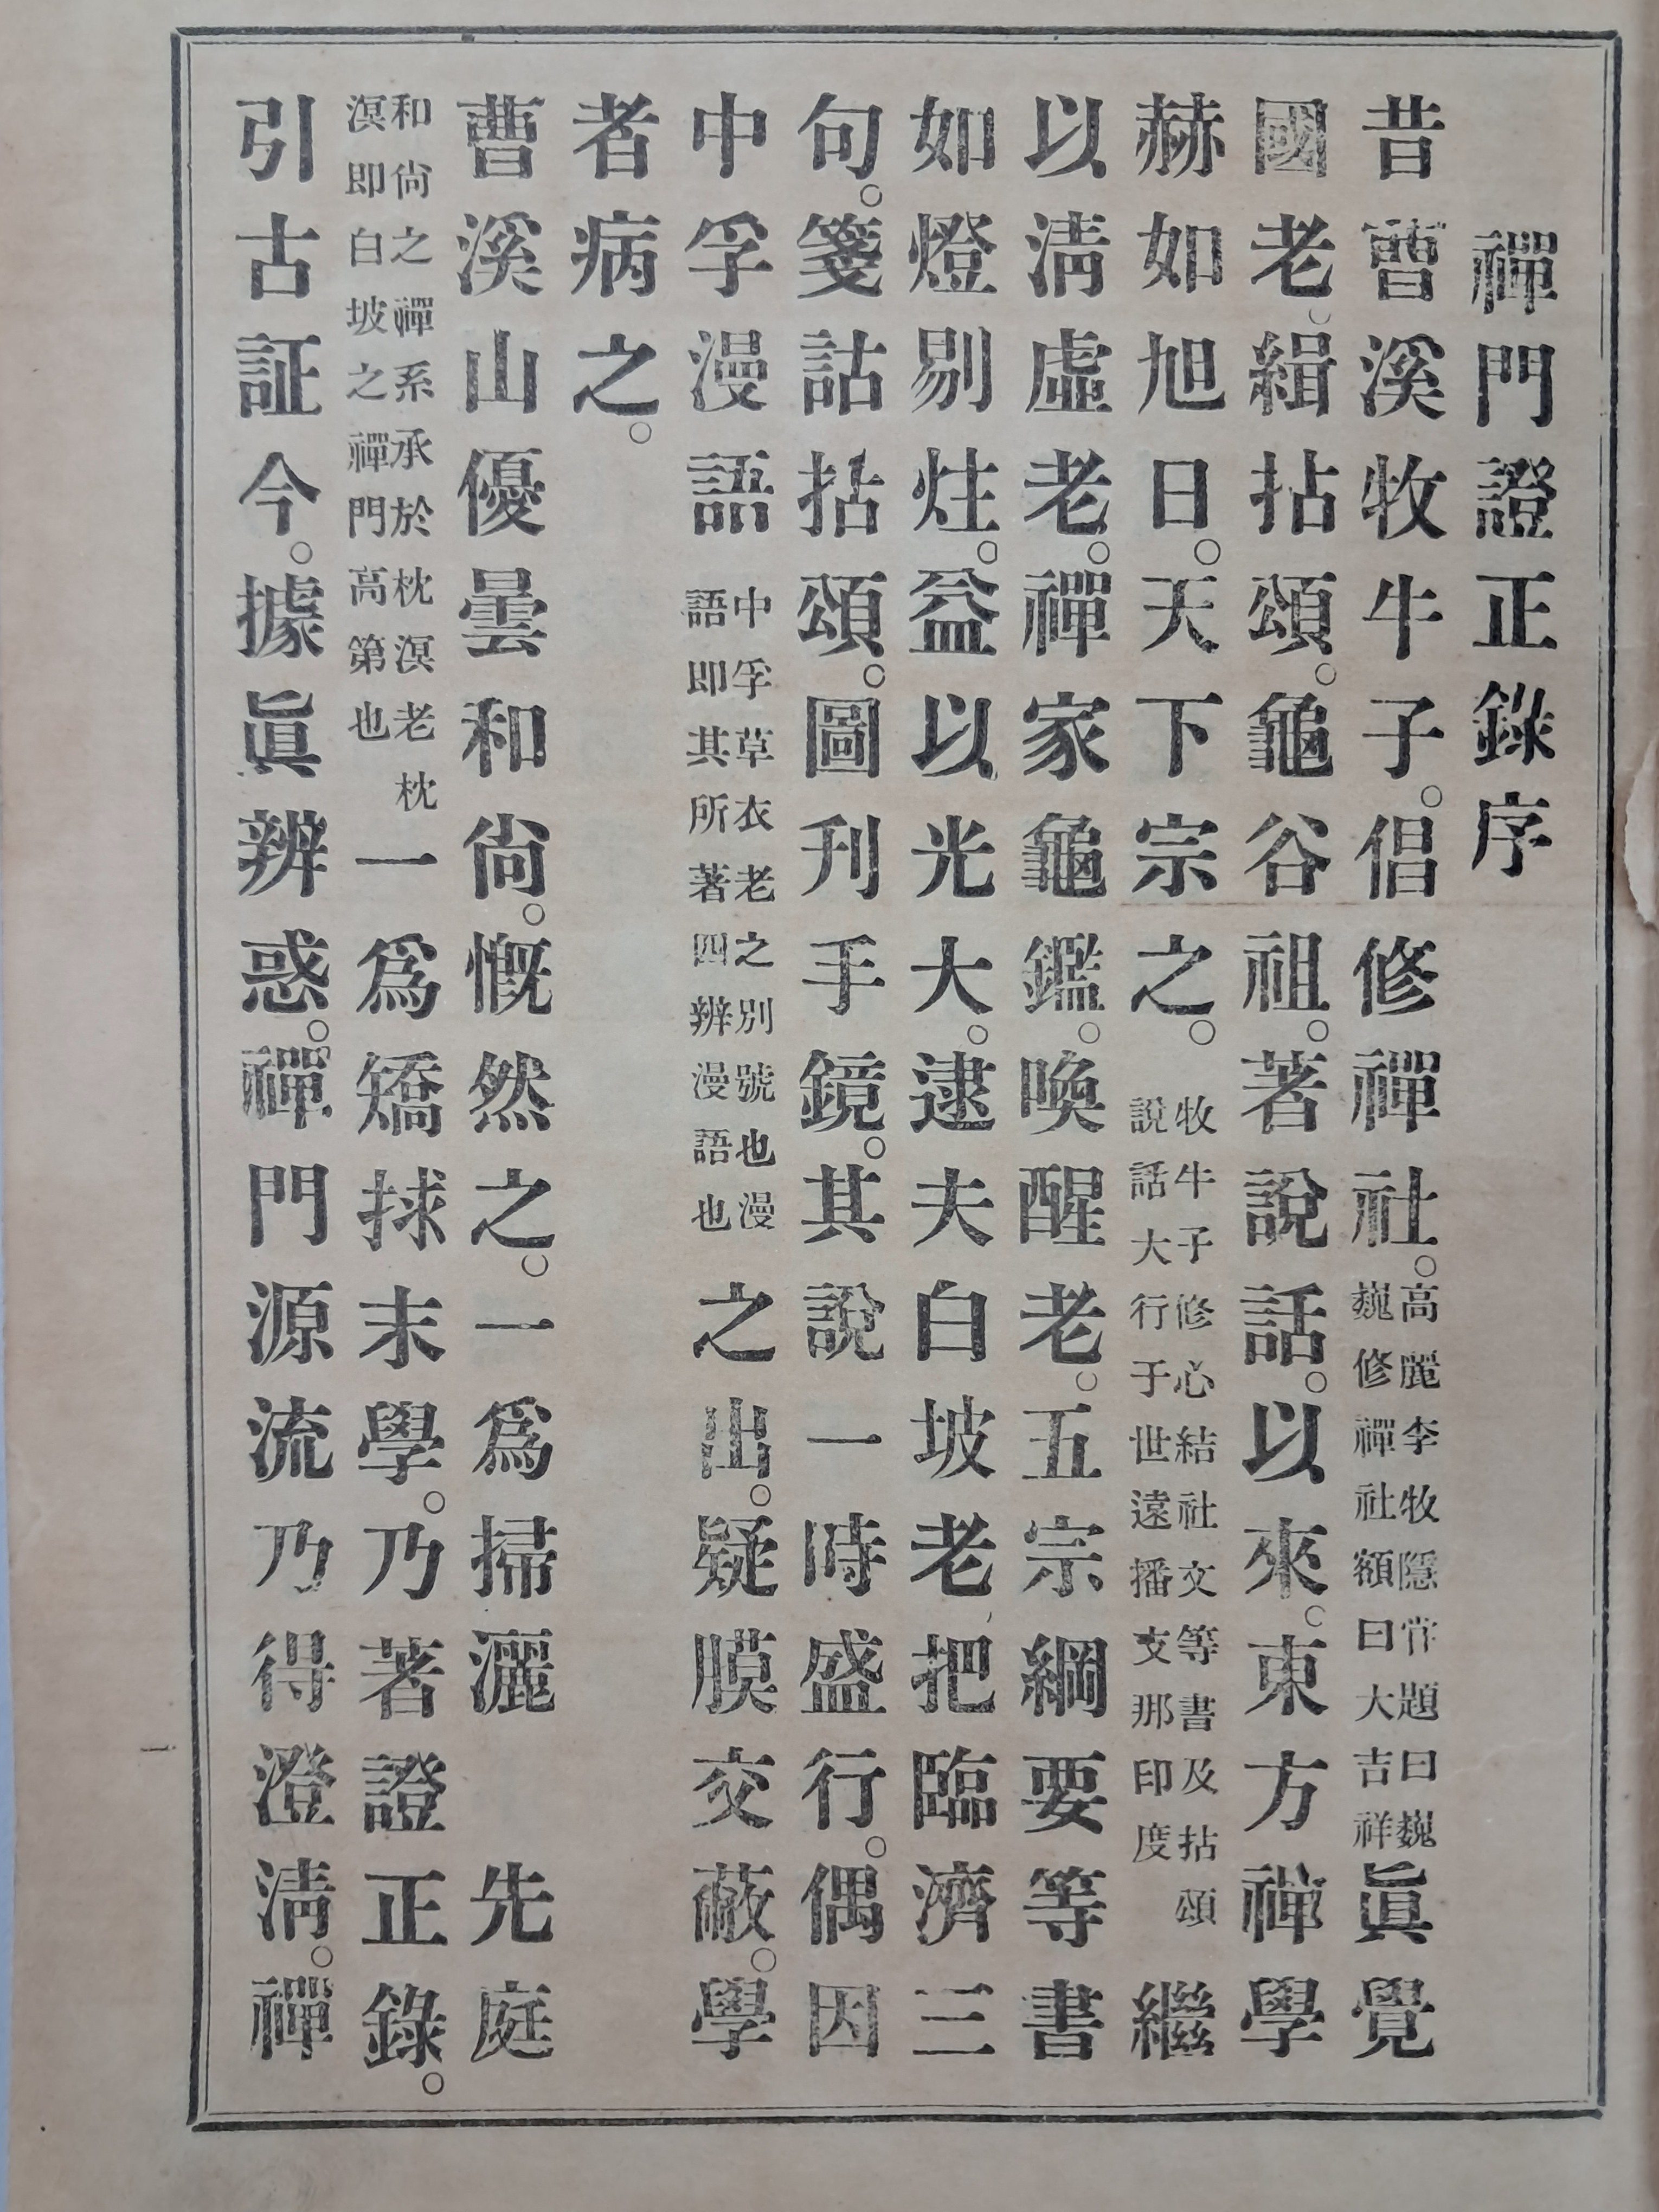 禪門證正錄序
昔曹溪牧牛子。倡修禪社。高麗李牧隱甞題曰巍巍修禪社額曰大吉祥眞覺
國老。緝拈頌。龜谷祖。著說話。以來。東方禪學
赫如旭日。天下宗之。牧牛子修心結社文等書及拈頌說話大行于世遠播支那印度繼
以淸虛老。禪家龜鑑。喚醒老。五宗綱要等書
如燈剔炷。益以光大。逮夫白坡老、把臨濟三
句。箋詁拈頌。圖刊手鏡。其說一時盛行。偶因
中孚漫語中孚草衣老之別號也漫語即其所著四辨漫語也之出。疑膜交蔽。學
者病之。
曹溪山優曇和尙。慨然之。一爲掃灑先庭
和尙之禪系承於枕溟老枕溟即白坡之禪門高第也一爲矯捄末學。乃著證正錄。
引古証今。據眞辨惑。禪門源流乃得澄淸。禪
一